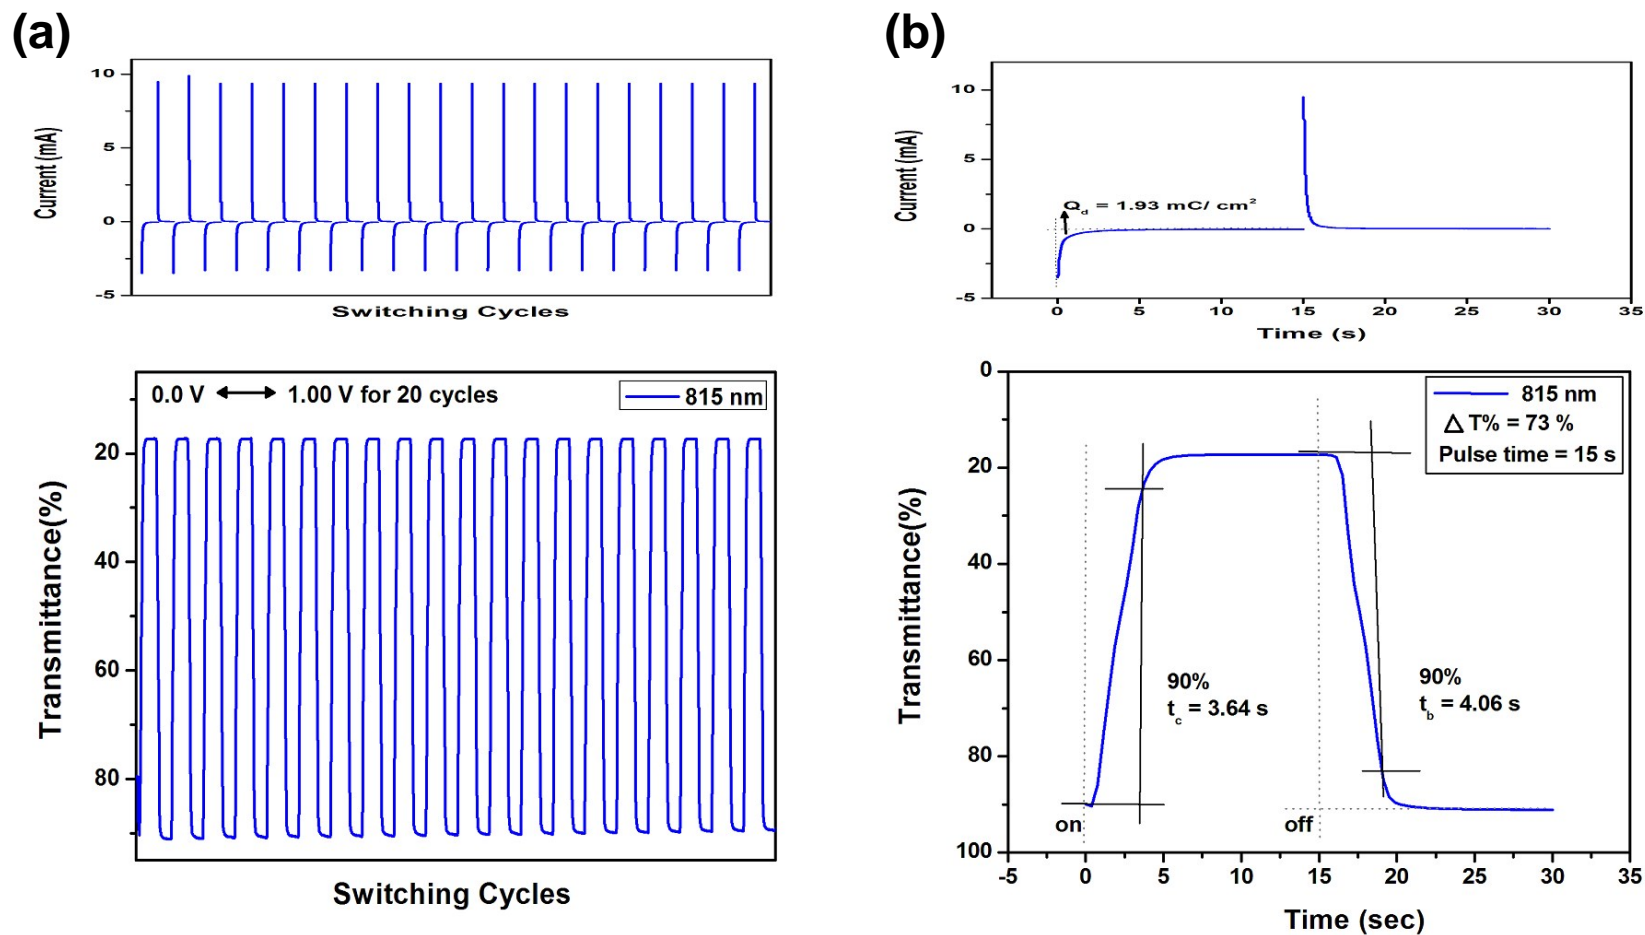 (a)
10
5
0
-5
Current (mA)
Switching Cycles
0.0 V ↔ 1.00 V for 20 cycles
815 nm
20
40
60
80
Transmittance(%)
Switching Cycles
(b)
10
5
0
-5
Current (mA)
Qd = 1.93 mC/ cm²
0 5 10 15 20 25 30 35
Time (s)
815 nm
△ T% = 73 %
Pulse time = 15 s
0
20
40
60
80
100
Transmittance(%)
90%
tc = 3.64 s
90%
tb = 4.06 s
on
off
-5 0 5 10 15 20 25 30 35
Time (sec)